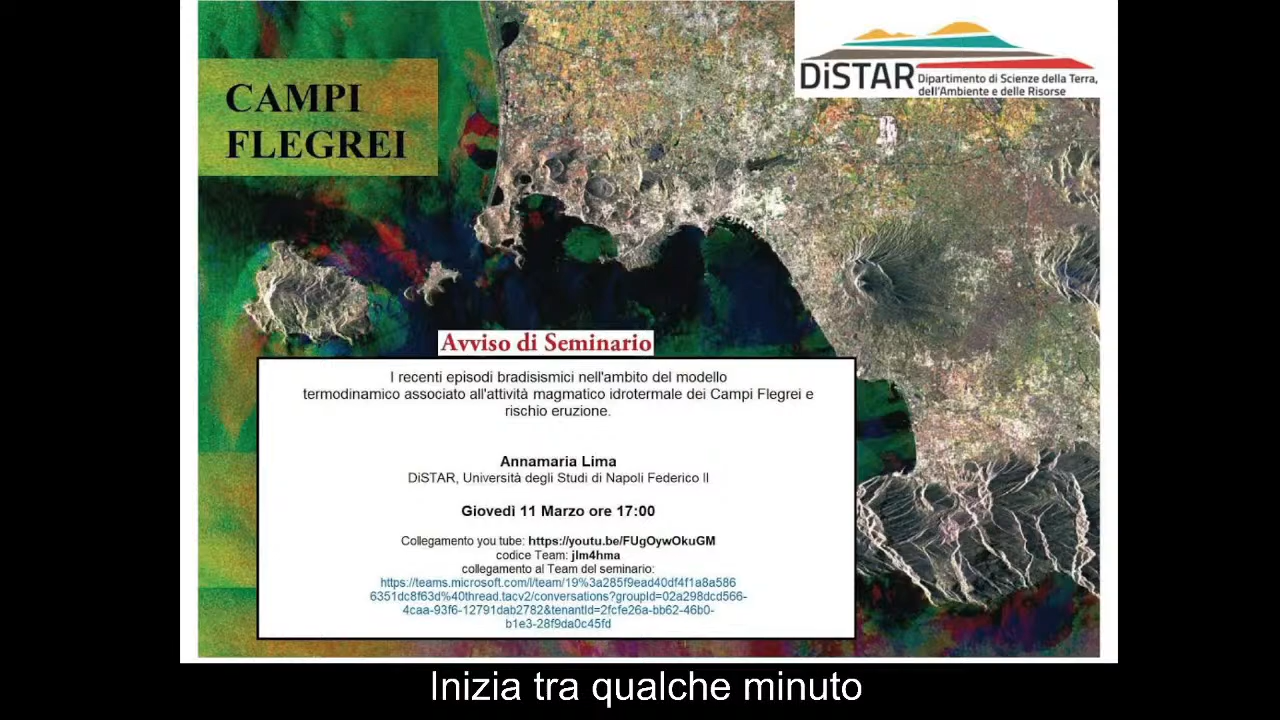 CAMPI
FLEGREI
DiSTAR
Dipartimento di Scienze della Terra,
dell'Ambiente e delle Risorse
Avviso di Seminario
I recenti episodi bradisismici nell'ambito del modello
termodinamico associato all'attività magmatico idrotermale dei Campi Flegrei e
rischio eruzione.
Annamaria Lima
DiSTAR, Università degli Studi di Napoli Federico II
Giovedì 11 Marzo ore 17:00
Collegamento you tube: https://youtu.be/FUgOywOkuGM
codice Team: jlm4hma
collegamento al Team del seminario:
https://teams.microsoft.com/l/team/19%3a285f9ead40df4f1a8a586
6351dc8f63d%40thread.tacv2/conversations?groupId=02a298dcd566-
4caa-93f6-12791dab2782&tenantId=2fcfe26a-bb62-46b0-
b1e3-28f9da0c45fd
Inizia tra qualche minuto